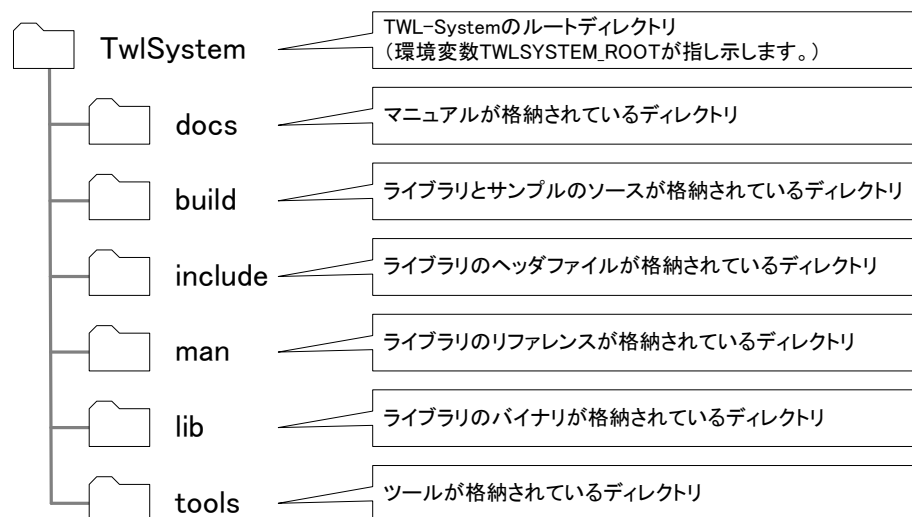 TwlSystem
TWL-Systemのルートディレクトリ
（環境変数TWLSYSTEM_ROOTが指し示します。）
docs
マニュアルが格納されているディレクトリ
build
ライブラリとサンプルのソースが格納されているディレクトリ
include
ライブラリのヘッダファイルが格納されているディレクトリ
man
ライブラリのリファレンスが格納されているディレクトリ
lib
ライブラリのバイナリが格納されているディレクトリ
tools
ツールが格納されているディレクトリ